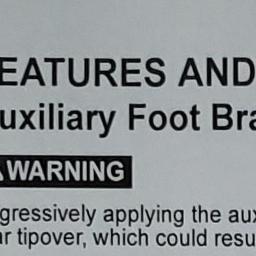 EATURES AND
uxiliary Foot Bra
WARNING
gressively applying the aux
ar tipover, which could resu